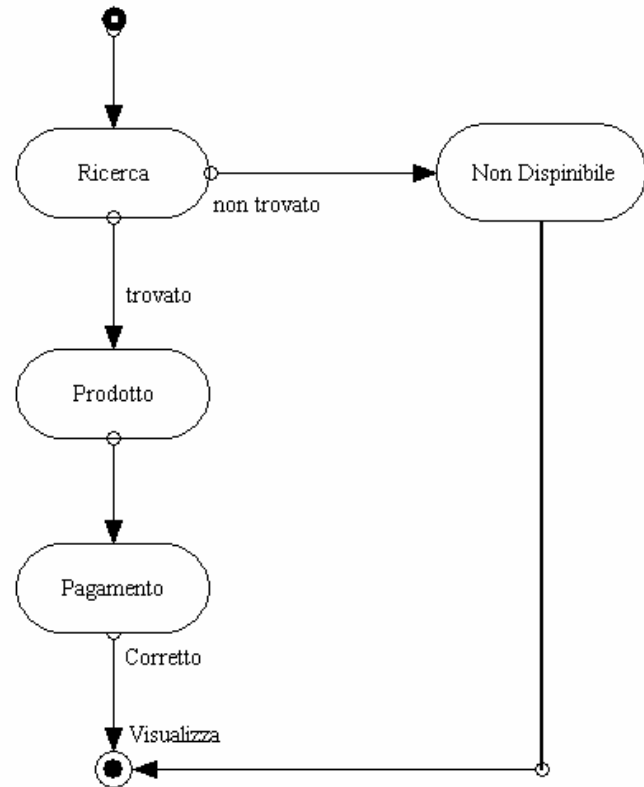 Ricerca
Non Dispinibile
non trovato
trovato
Prodotto
Pagamento
Corretto
Visualizza